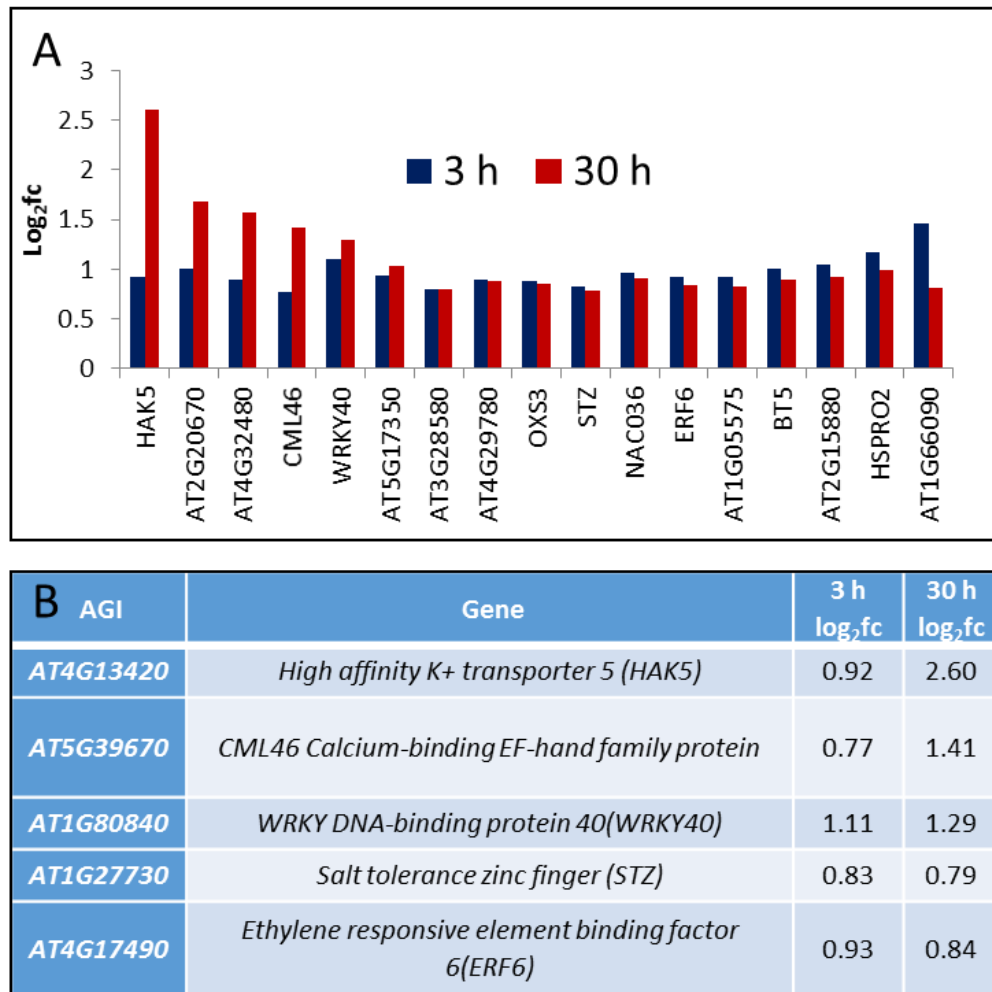 A
3
2.5
2
1.5
1
0.5
0
Log₂fc
3 h
30 h
HAK5
AT2G20670
AT4G32480
CML46
WRKY40
AT5G17350
AT3G28580
AT4G29780
OXS3
STZ
NAC036
ERF6
AT1G05575
BT5
AT2G15880
HSPRO2
AT1G66090
B AGI Gene 3 h log₂fc 30 h log₂fc
AT4G13420 High affinity K+ transporter 5 (HAK5) 0.92 2.60
AT5G39670 CML46 Calcium-binding EF-hand family protein 0.77 1.41
AT1G80840 WRKY DNA-binding protein 40(WRKY40) 1.11 1.29
AT1G27730 Salt tolerance zinc finger (STZ) 0.83 0.79
AT4G17490 Ethylene responsive element binding factor
6(ERF6) 0.93 0.84